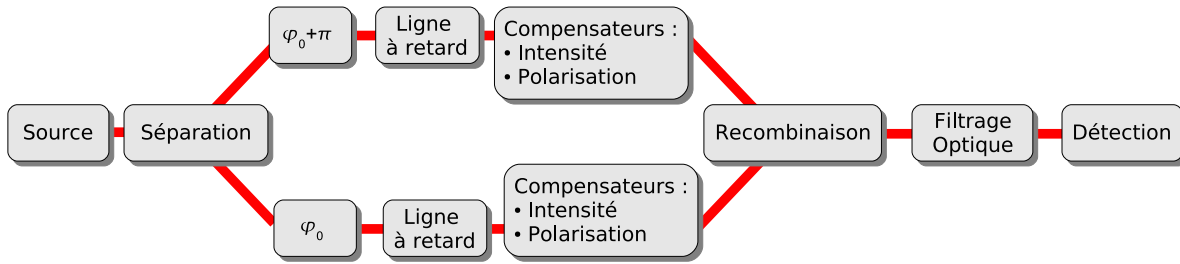 Source
Séparation
φ₀+π
Ligne
à retard
Compensateurs :
• Intensité
• Polarisation
φ₀
Ligne
à retard
Compensateurs :
• Intensité
• Polarisation
Recombinaison
Filtrage
Optique
Détection